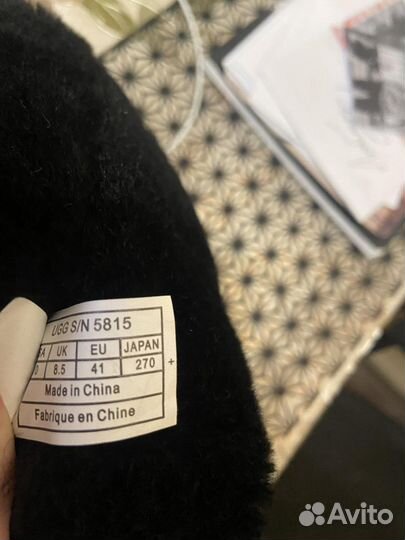 UGG S/N 5815
UK EU JAPAN
8.5 41 270 +
Made in China
Fabrique en Chine
Avito